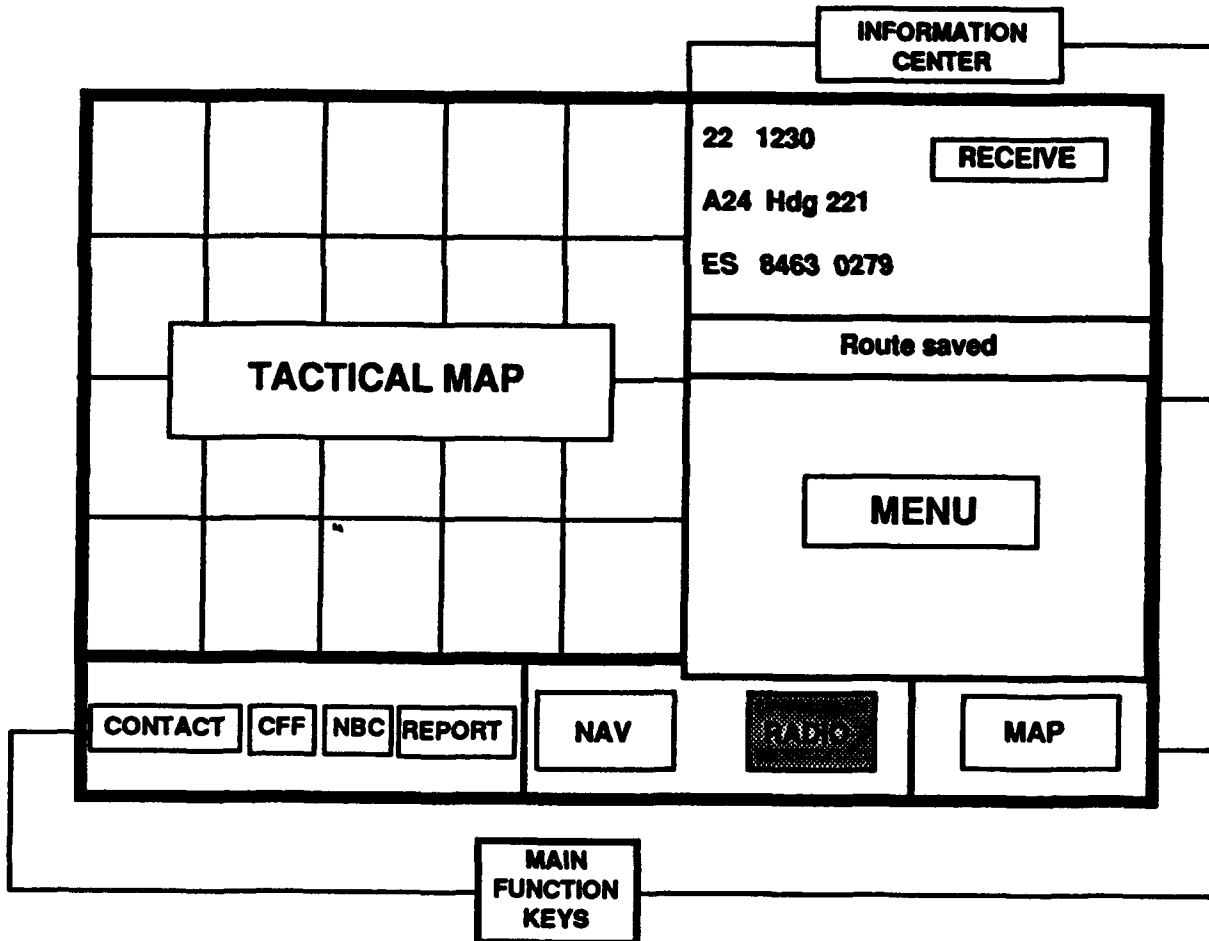 INFORMATION
CENTER
22 1230
RECEIVE
A24 Hdg 221
ES 8463 0279
Route saved
TACTICAL MAP
MENU
CONTACT
CFF
NBC
REPORT
NAV
RADIO
MAP
MAIN
FUNCTION
KEYS